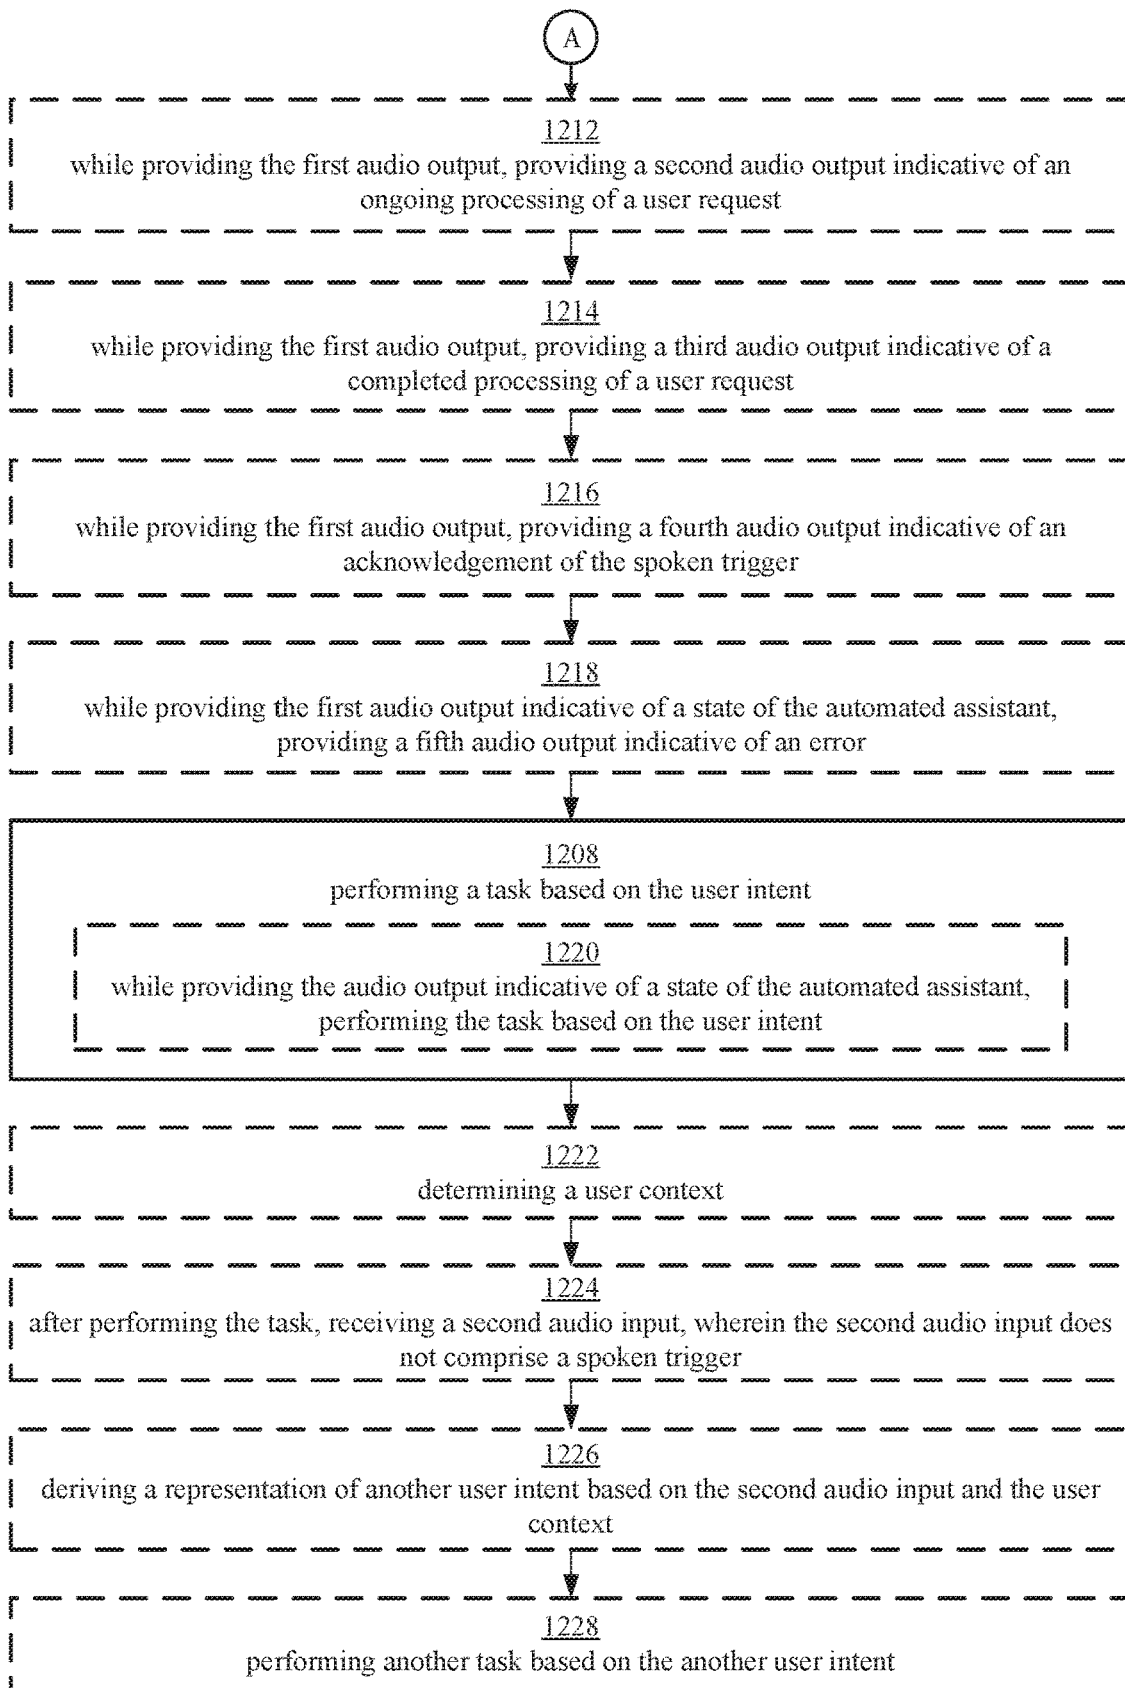 A
1212
while providing the first audio output, providing a second audio output indicative of an
ongoing processing of a user request
1214
while providing the first audio output, providing a third audio output indicative of a
completed processing of a user request
1216
while providing the first audio output, providing a fourth audio output indicative of an
acknowledgement of the spoken trigger
1218
while providing the first audio output indicative of a state of the automated assistant,
providing a fifth audio output indicative of an error
1208
performing a task based on the user intent
1220
while providing the audio output indicative of a state of the automated assistant,
performing the task based on the user intent
1222
determining a user context
1224
after performing the task, receiving a second audio input, wherein the second audio input does
not comprise a spoken trigger
1226
deriving a representation of another user intent based on the second audio input and the user
context
1228
performing another task based on the another user intent